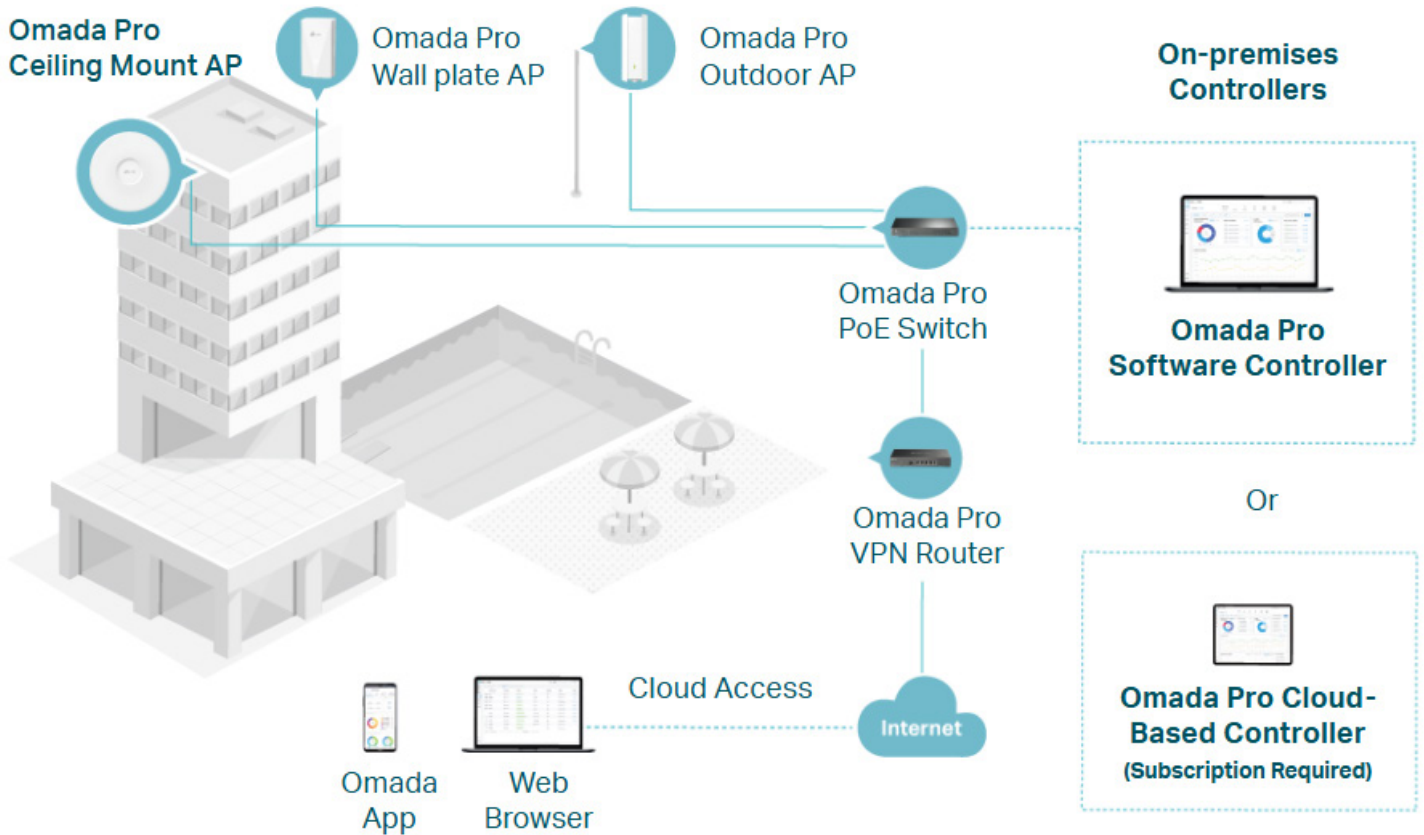 Omada Pro
Ceiling Mount AP
Omada Pro
Wall plate AP
Omada Pro
Outdoor AP
On-premises
Controllers
Omada Pro
PoE Switch
Omada Pro
Software Controller
Omada Pro
VPN Router
Or
Omada Pro Cloud-
Based Controller
(Subscription Required)
Cloud Access
Internet
Omada
App
Web
Browser